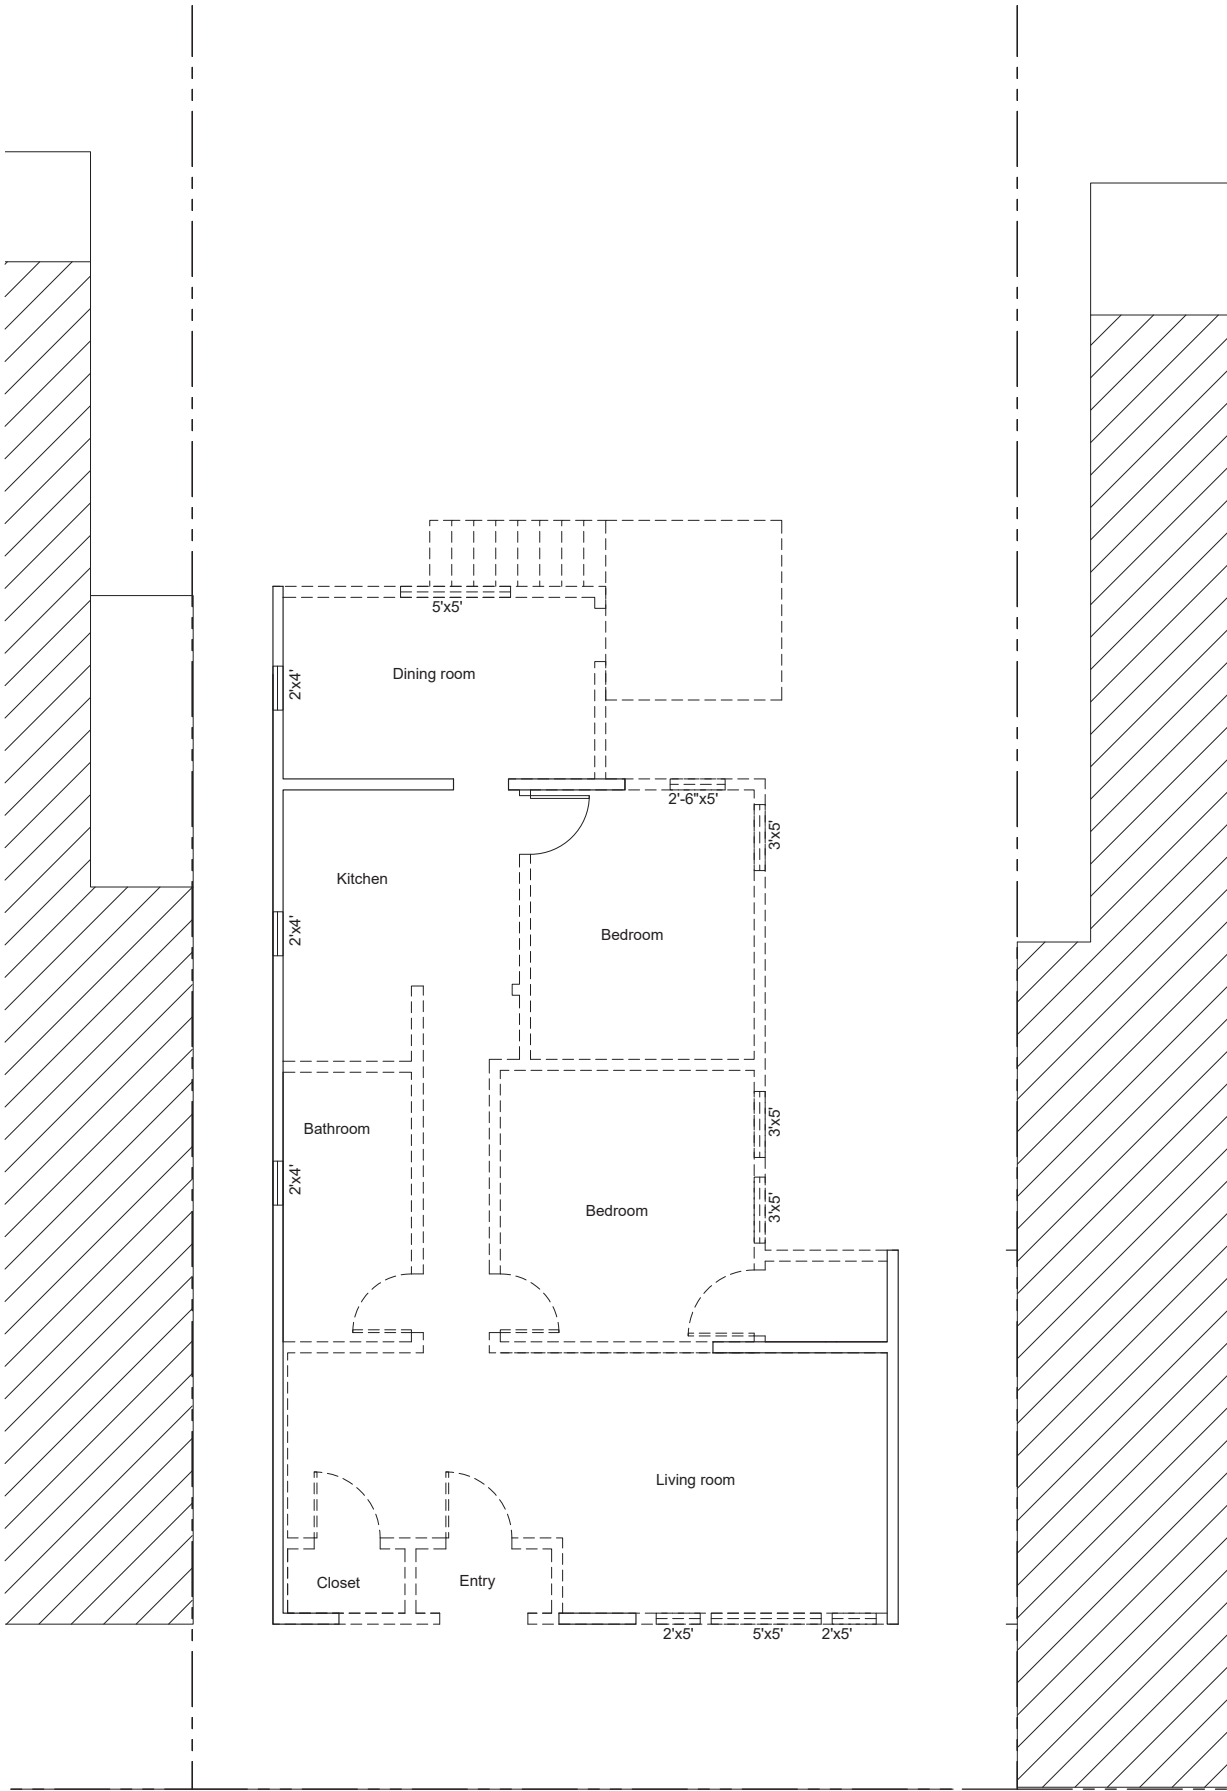 5'x5'
Dining room
2'x4'
2'-6"x5'
3'x5'
Kitchen
2'x4'
Bedroom
Bathroom
3'x5'
2'x4'
Bedroom
3'x5'
Living room
Closet
Entry
2'x5'
5'x5'
2'x5'